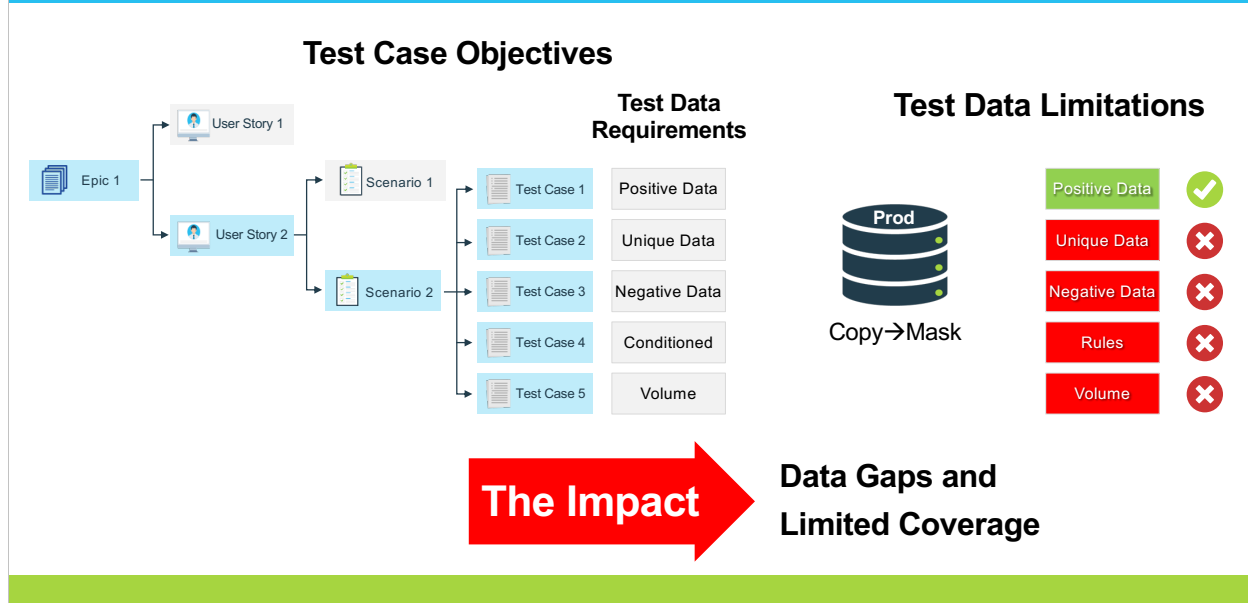 Test Case Objectives
Test Data
Requirements
Test Data Limitations
Epic 1
User Story 1
User Story 2
Scenario 1
Scenario 2
Test Case 1
Test Case 2
Test Case 3
Test Case 4
Test Case 5
Positive Data
Unique Data
Negative Data
Conditioned
Volume
Prod
Copy→Mask
Positive Data
Unique Data
Negative Data
Rules
Volume
The Impact
Data Gaps and
Limited Coverage